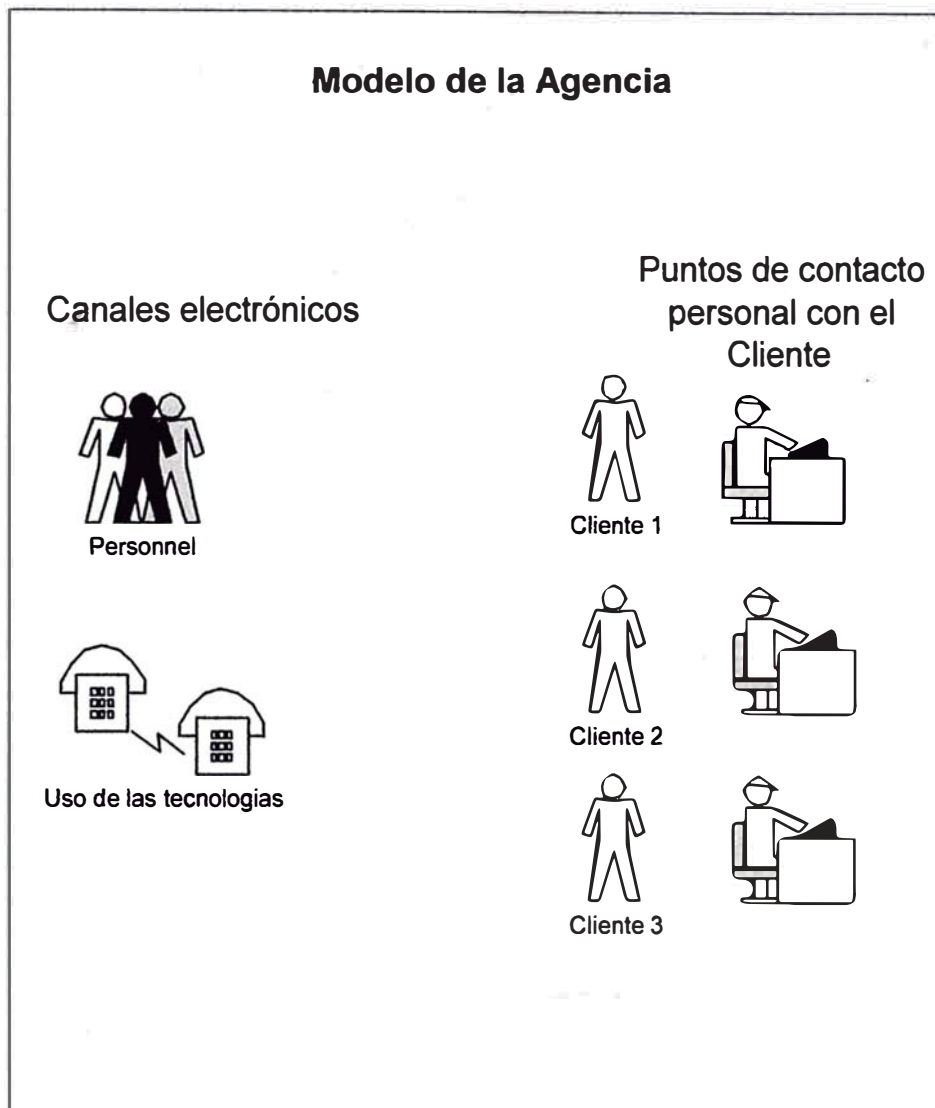 Modelo de la Agencia
Canales electrónicos
Personnel
Uso de las tecnologias
Puntos de contacto
personal con el
Cliente
Cliente 1
Cliente 2
Cliente 3